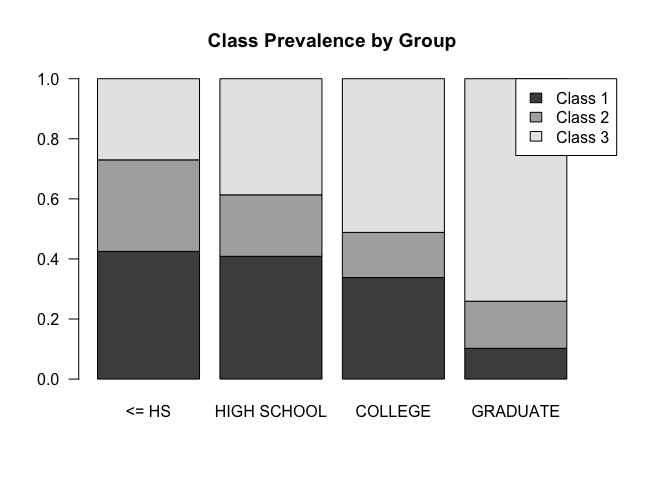 Class Prevalence by Group
1.0
0.8
0.6
0.4
0.2
0.0
Class 1
Class 2
Class 3
<= HS HIGH SCHOOL COLLEGE GRADUATE